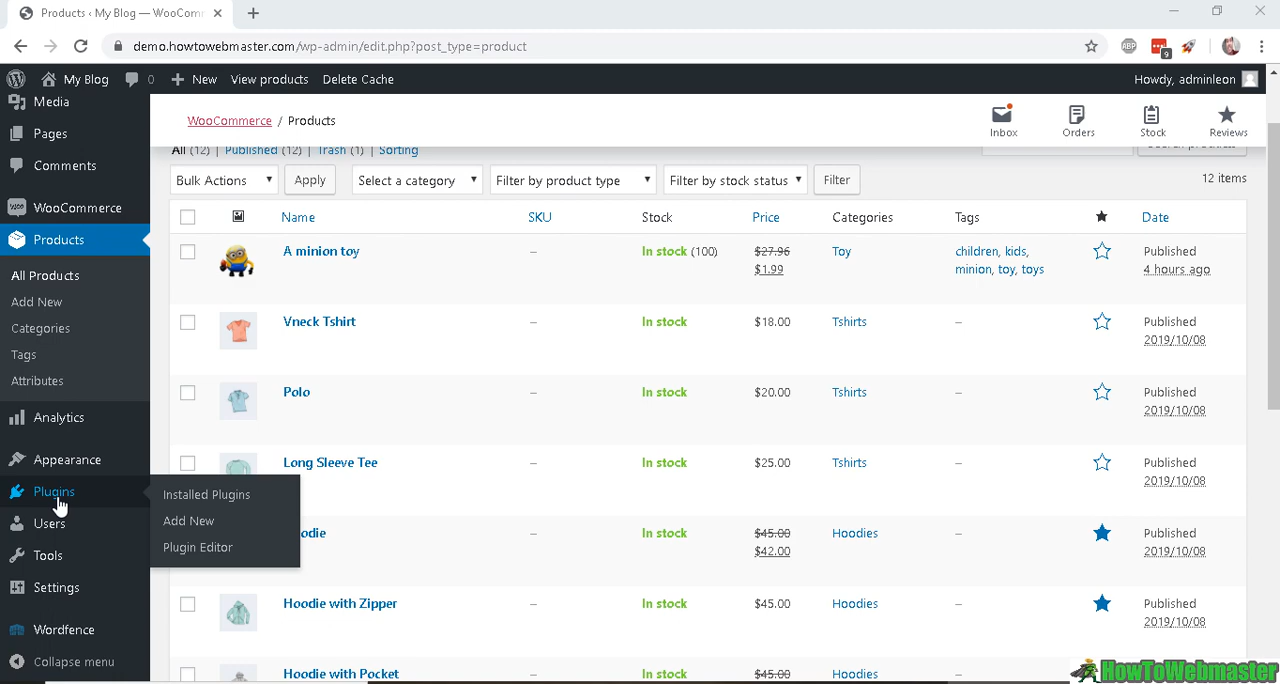 Products ‹ My Blog — WooCom
demo.howtowebmaster.com/wp-admin/edit.php?post_type=product
ABP
9
My Blog 0 New View products Delete Cache
Howdy, adminleon
Media
Pages
Comments
WooCommerce
Products
All Products
Add New
Categories
Tags
Attributes
Analytics
Appearance
Plugins
Users
Tools
Settings
Wordfence
Collapse menu
Installed Plugins
Add New
Plugin Editor
WooCommerce / Products
Inbox Orders Stock Reviews
All (12) Published (12) Trash (1) Sorting
Search products
Bulk Actions Apply Select a category Filter by product type Filter by stock status Filter
12 items
Name SKU Stock Price Categories Tags Date
A minion toy – In stock (100) $27.96 Toy children, kids, Published
$1.99 minion, toy, toys 4 hours ago
Vneck Tshirt – In stock $18.00 Tshirts – Published
2019/10/08
Polo – In stock $20.00 Tshirts – Published
2019/10/08
Long Sleeve Tee – In stock $25.00 Tshirts – Published
2019/10/08
odie – In stock $45.00 Hoodies – Published
$42.00 2019/10/08
Hoodie with Zipper – In stock $45.00 Hoodies – Published
2019/10/08
Hoodie with Pocket – In stock $45.00 Hoodies – Published
HowToWebmaster